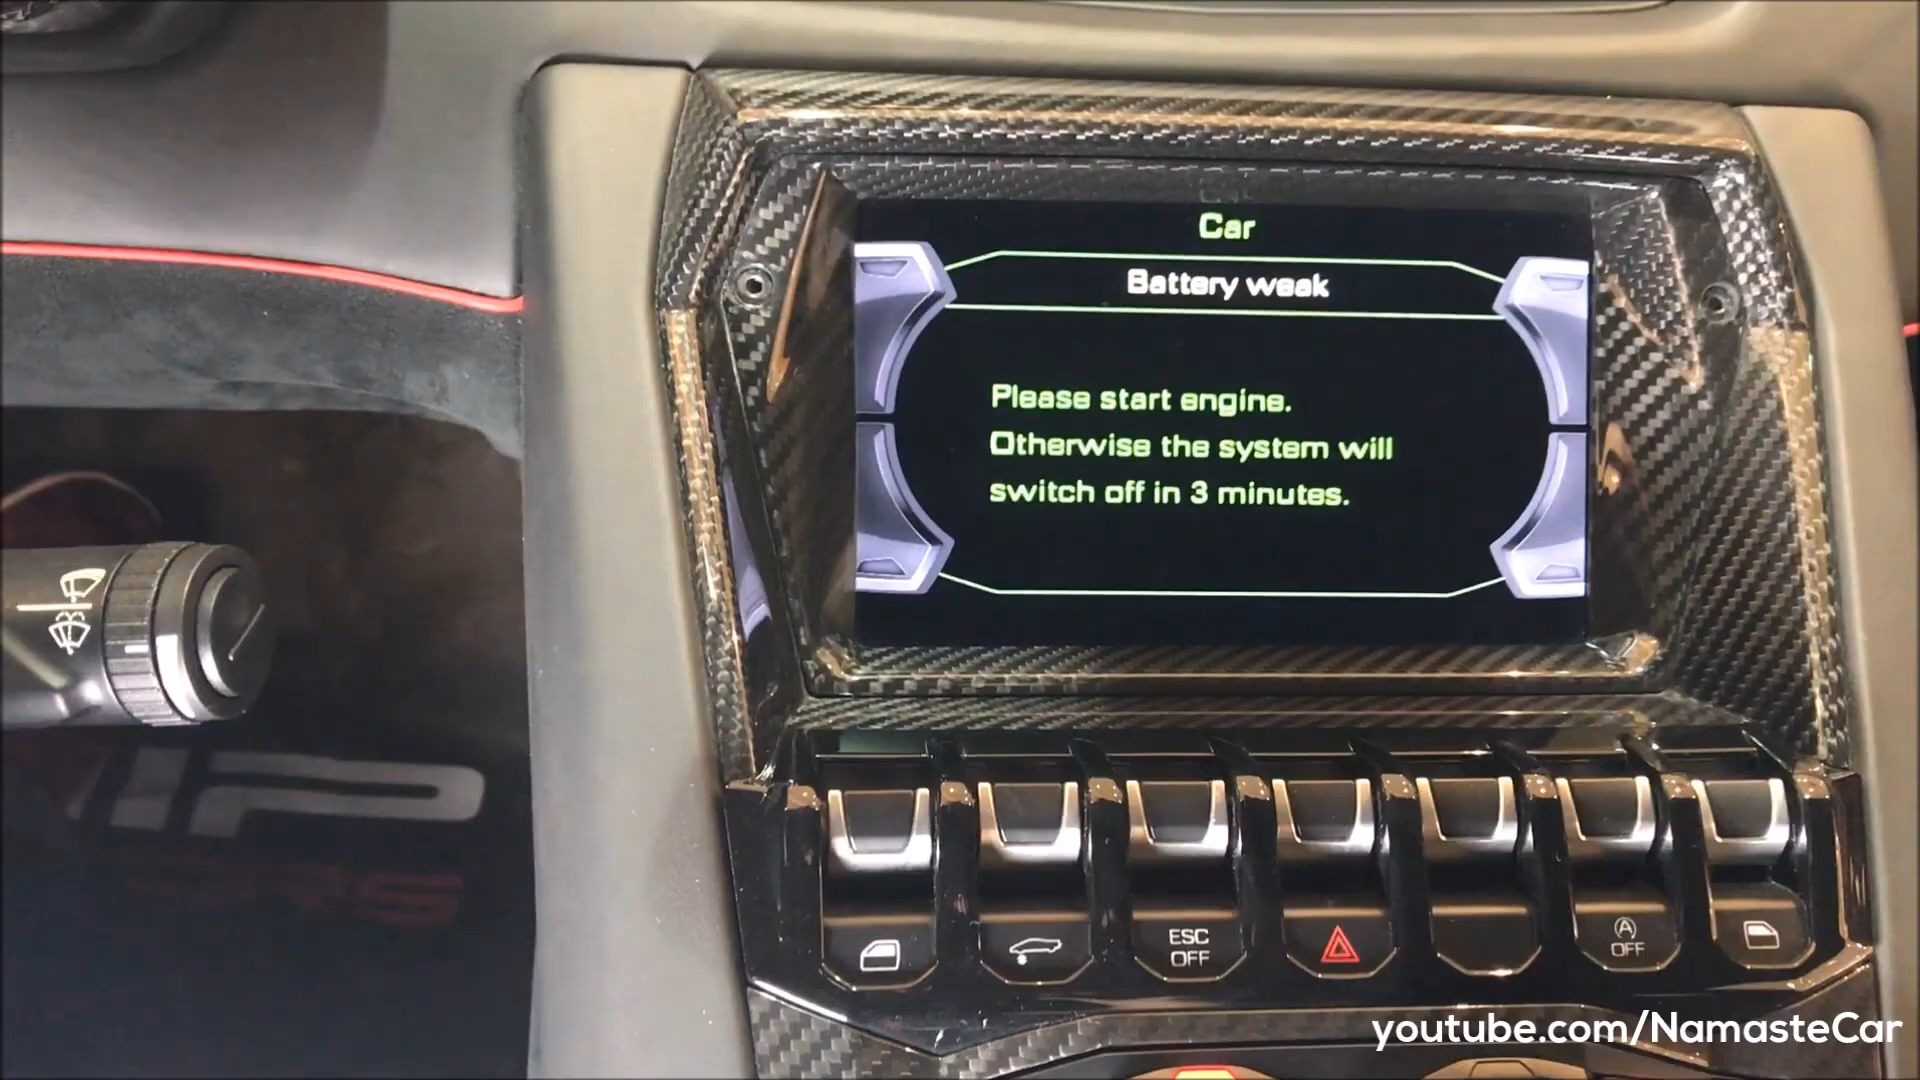 Car
Battery weak
Please start engine.
Otherwise the system will
switch off in 3 minutes.
ESC
OFF
A
OFF
youtube.com/NamasteCar